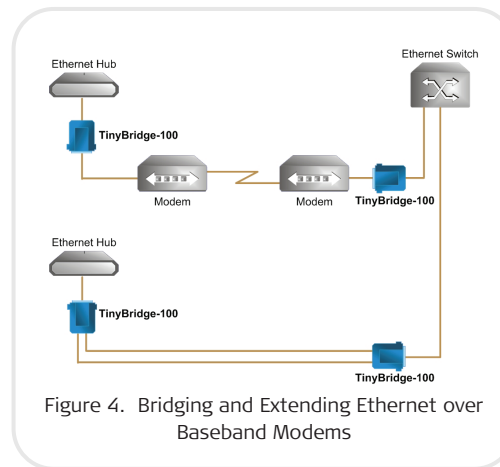 Ethernet Switch
Ethernet Hub
TinyBridge-100
Modem
Modem
TinyBridge-100
Ethernet Hub
TinyBridge-100
TinyBridge-100
Figure 4. Bridging and Extending Ethernet over
Baseband Modems